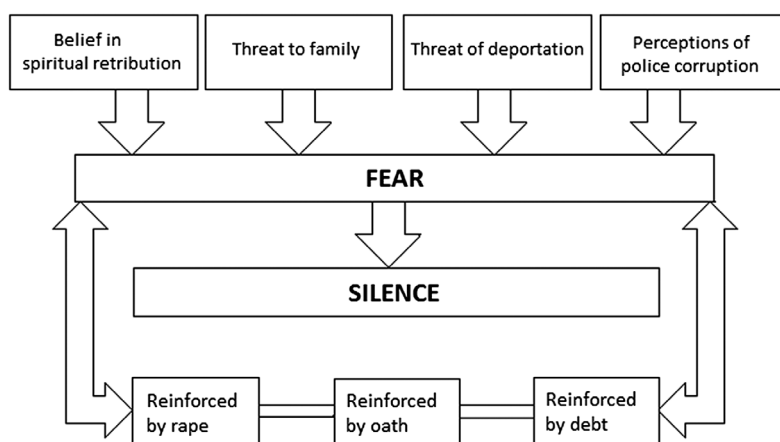 Belief in
spiritual retribution
Threat to family
Threat of deportation
Perceptions of
police corruption
FEAR
SILENCE
Reinforced
by rape
Reinforced
by oath
Reinforced
by debt